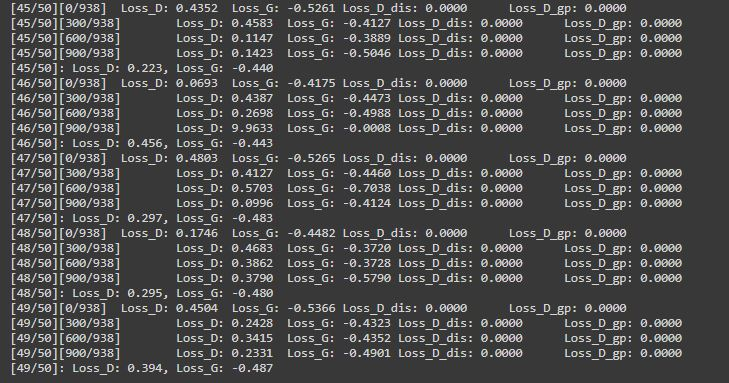 [45/50][0/938]	Loss_D: 0.4352	Loss_G: -0.5261	Loss_D_dis: 0.0000	Loss_D_gp: 0.0000
[45/50][300/938]	Loss_D: 0.4583	Loss_G: -0.4127	Loss_D_dis: 0.0000	Loss_D_gp: 0.0000
[45/50][600/938]	Loss_D: 0.1147	Loss_G: -0.3889	Loss_D_dis: 0.0000	Loss_D_gp: 0.0000
[45/50][900/938]	Loss_D: 0.1423	Loss_G: -0.5046	Loss_D_dis: 0.0000	Loss_D_gp: 0.0000
[45/50]: Loss_D: 0.223, Loss_G: -0.440
[46/50][0/938]	Loss_D: 0.0693	Loss_G: -0.4175	Loss_D_dis: 0.0000	Loss_D_gp: 0.0000
[46/50][300/938]	Loss_D: 0.4387	Loss_G: -0.4473	Loss_D_dis: 0.0000	Loss_D_gp: 0.0000
[46/50][600/938]	Loss_D: 0.2698	Loss_G: -0.4988	Loss_D_dis: 0.0000	Loss_D_gp: 0.0000
[46/50][900/938]	Loss_D: 9.9633	Loss_G: -0.0008	Loss_D_dis: 0.0000	Loss_D_gp: 0.0000
[46/50]: Loss_D: 0.456, Loss_G: -0.443
[47/50][0/938]	Loss_D: 0.4803	Loss_G: -0.5265	Loss_D_dis: 0.0000	Loss_D_gp: 0.0000
[47/50][300/938]	Loss_D: 0.4127	Loss_G: -0.4460	Loss_D_dis: 0.0000	Loss_D_gp: 0.0000
[47/50][600/938]	Loss_D: 0.5703	Loss_G: -0.7038	Loss_D_dis: 0.0000	Loss_D_gp: 0.0000
[47/50][900/938]	Loss_D: 0.0996	Loss_G: -0.4124	Loss_D_dis: 0.0000	Loss_D_gp: 0.0000
[47/50]: Loss_D: 0.297, Loss_G: -0.483
[48/50][0/938]	Loss_D: 0.1746	Loss_G: -0.4482	Loss_D_dis: 0.0000	Loss_D_gp: 0.0000
[48/50][300/938]	Loss_D: 0.4683	Loss_G: -0.3720	Loss_D_dis: 0.0000	Loss_D_gp: 0.0000
[48/50][600/938]	Loss_D: 0.3862	Loss_G: -0.3728	Loss_D_dis: 0.0000	Loss_D_gp: 0.0000
[48/50][900/938]	Loss_D: 0.3790	Loss_G: -0.5790	Loss_D_dis: 0.0000	Loss_D_gp: 0.0000
[48/50]: Loss_D: 0.295, Loss_G: -0.480
[49/50][0/938]	Loss_D: 0.4504	Loss_G: -0.5366	Loss_D_dis: 0.0000	Loss_D_gp: 0.0000
[49/50][300/938]	Loss_D: 0.2428	Loss_G: -0.4323	Loss_D_dis: 0.0000	Loss_D_gp: 0.0000
[49/50][600/938]	Loss_D: 0.3415	Loss_G: -0.4352	Loss_D_dis: 0.0000	Loss_D_gp: 0.0000
[49/50][900/938]	Loss_D: 0.2331	Loss_G: -0.4901	Loss_D_dis: 0.0000	Loss_D_gp: 0.0000
[49/50]: Loss_D: 0.394, Loss_G: -0.487